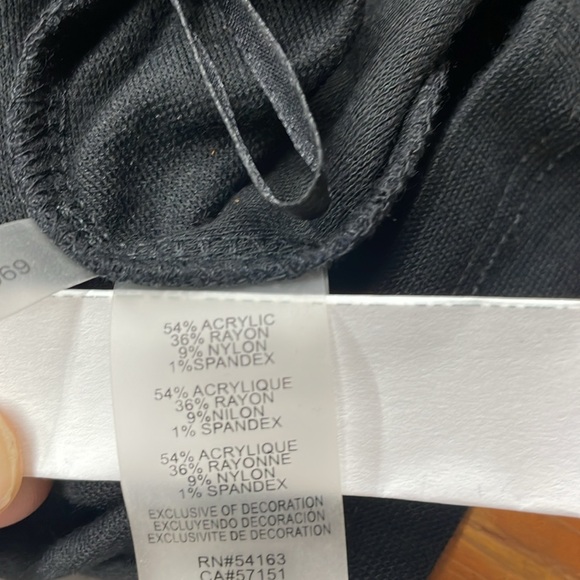 69
54% ACRYLIC
36% RAYON
9% NYLON
1%SPANDEX
54% ACRYLIQUE
36% RAYON
9%NILON
1% SPANDEX
54% ACRYLIQUE
36% RAYONNE
9% NYLON
1% SPANDEX
EXCLUSIVE OF DECORATION
EXCLUYENDO DECORACION
EXCLUSIVITE DE DECORATION
RN#54163
CA#57151